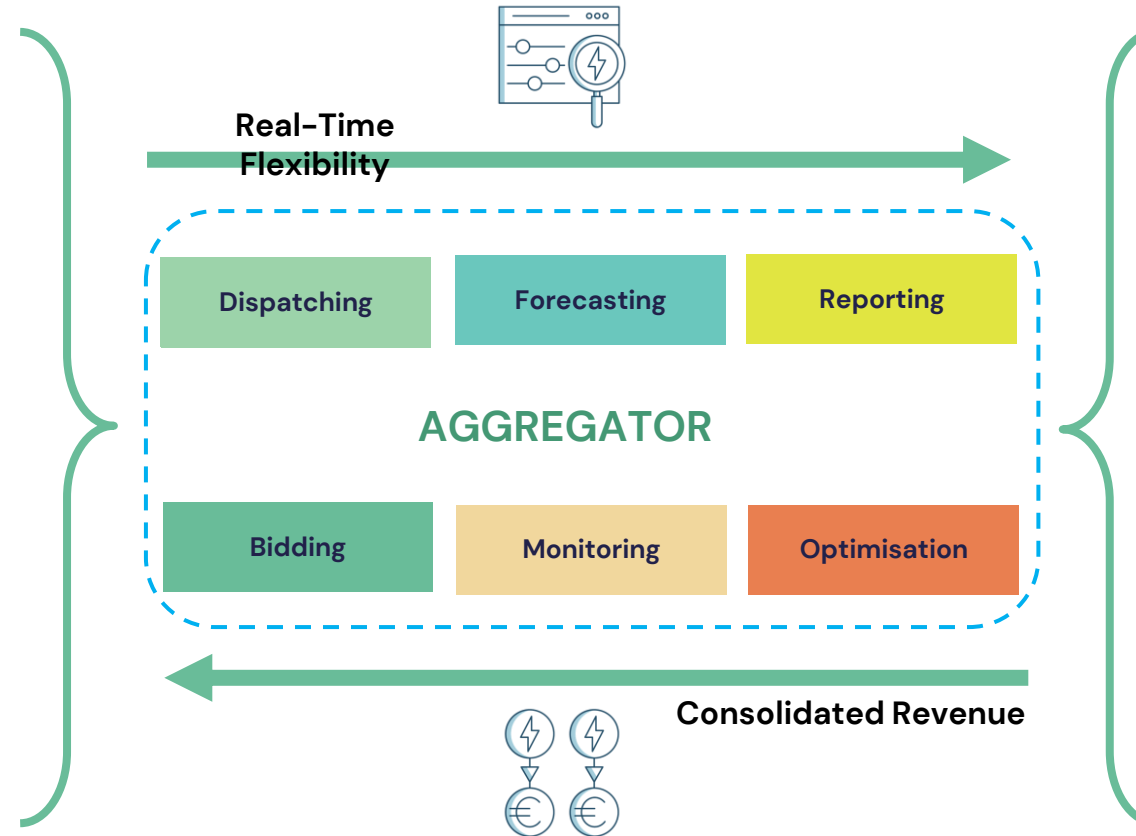 Real-Time
Flexibility
Dispatching
Forecasting
Reporting
AGGREGATOR
Bidding
Monitoring
Optimisation
Consolidated Revenue